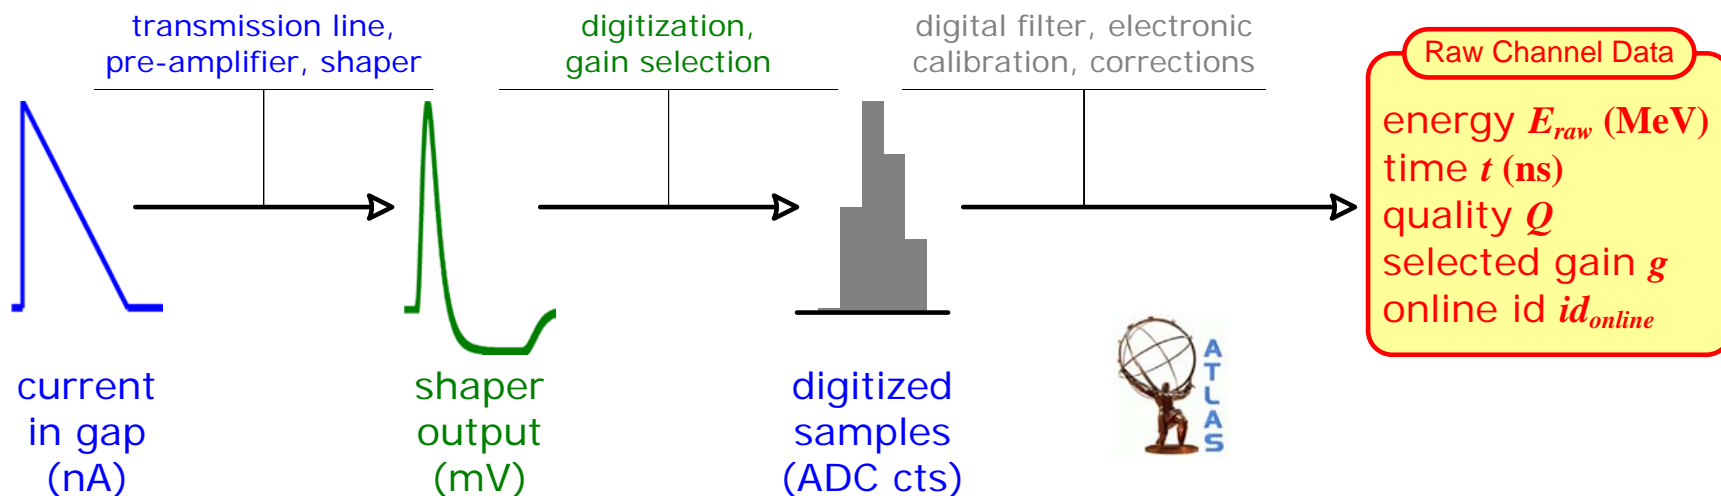 transmission line,
pre-amplifier, shaper
digitization,
gain selection
digital filter, electronic
calibration, corrections
Raw Channel Data
energy E_raw (MeV)
time t (ns)
quality Q
selected gain g
online id id_online
current
in gap
(nA)
shaper
output
(mV)
digitized
samples
(ADC cts)
ATLAS